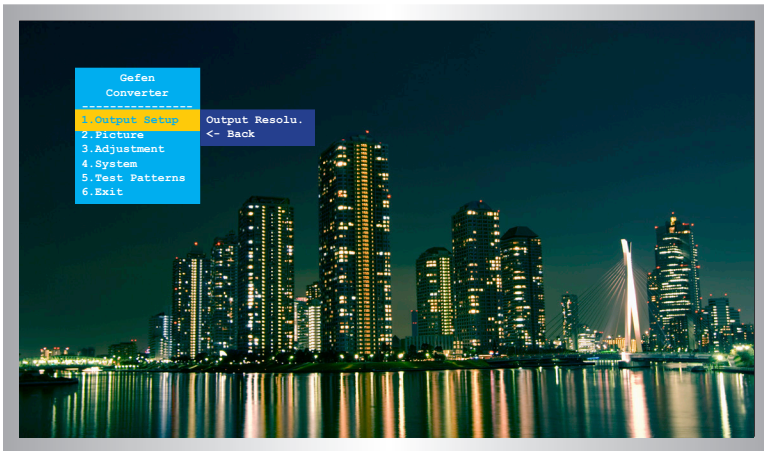 Gefen
Converter
----------------
1.Output Setup
2.Picture
3.Adjustment
4.System
5.Test Patterns
6.Exit
Output Resolu.
<- Back